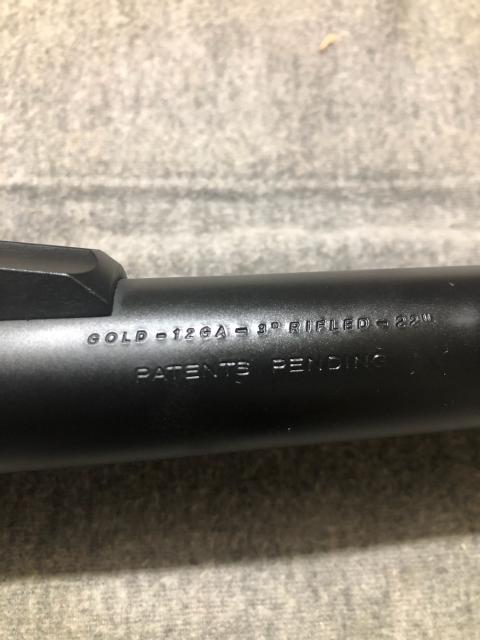 GOLD - 12GA - 3" RIFLED - 22"
PATENTS PENDING